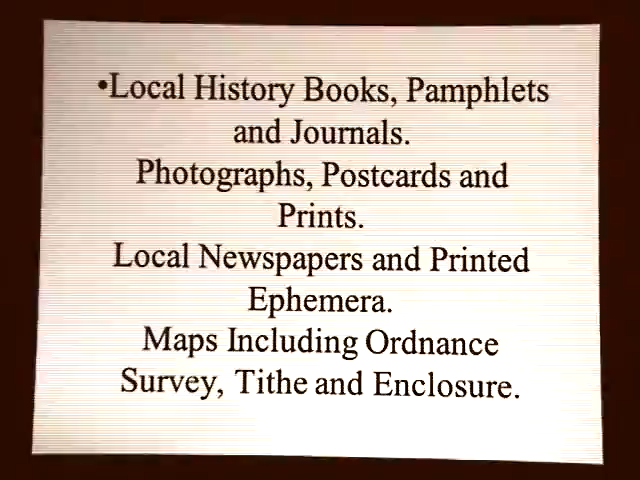 •Local History Books, Pamphlets
and Journals.
Photographs, Postcards and
Prints.
Local Newspapers and Printed
Ephemera.
Maps Including Ordnance
Survey, Tithe and Enclosure.